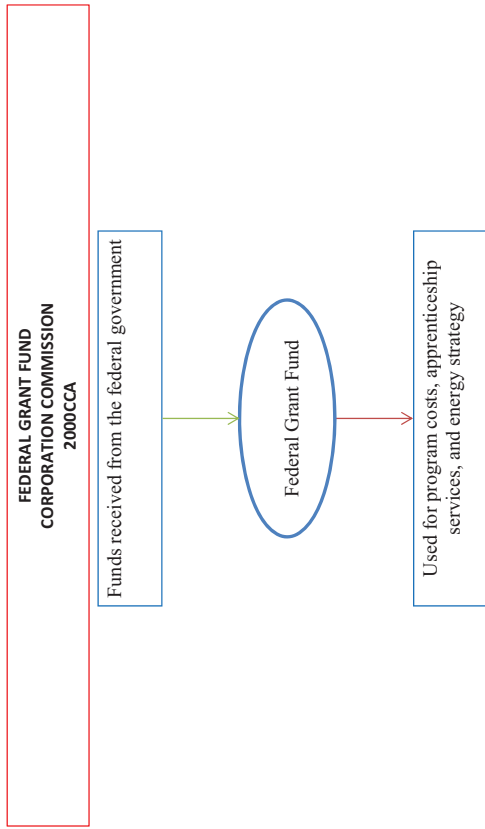 FEDERAL GRANT FUND
CORPORATION COMMISSION
2000CCA
Funds received from the federal government
Federal Grant Fund
Used for program costs, apprenticeship
services, and energy strategy